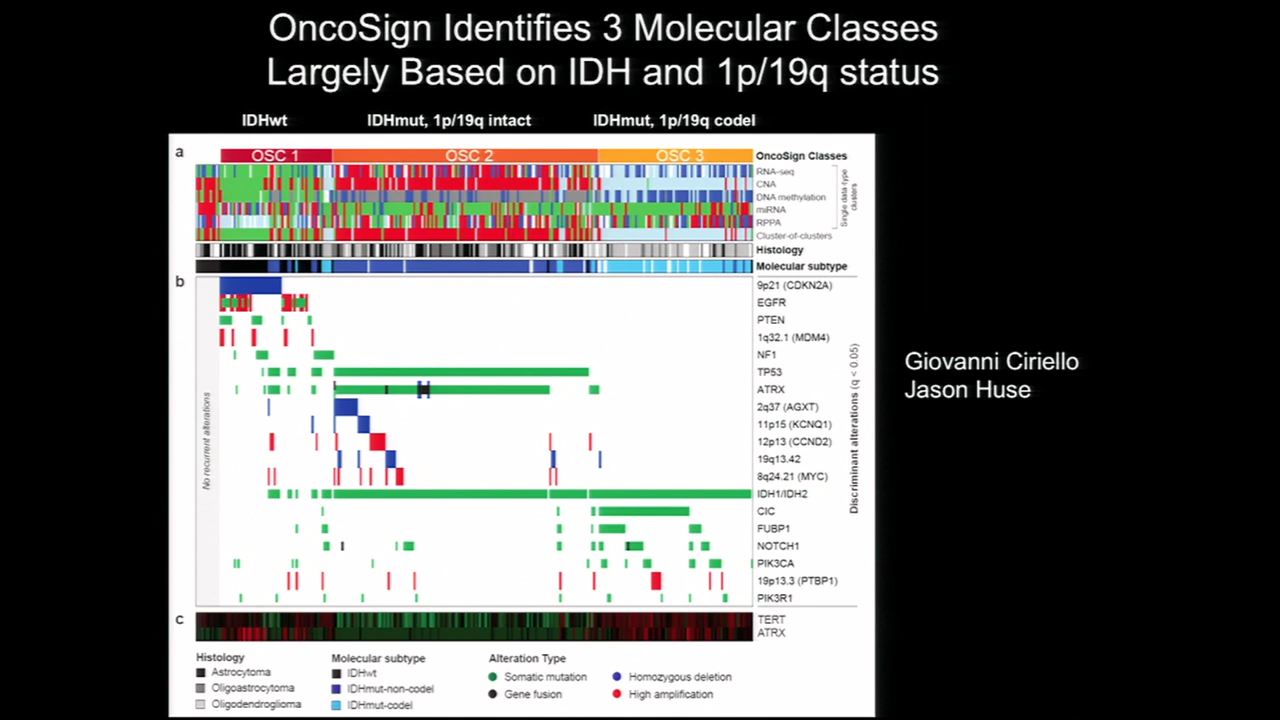 OncoSign Identifies 3 Molecular Classes
Largely Based on IDH and 1p/19q status
IDHwt
IDHmut, 1p/19q intact
IDHmut, 1p/19q codel
a
OSC 1
OSC 2
OSC 3
OncoSign Classes
RNA-seq
CNA
DNA methylation
miRNA
RPPA
Cluster-of-clusters
Single data-type
clusters
Histology
Molecular subtype
b
No recurrent alterations
9p21 (CDKN2A)
EGFR
PTEN
1q32.1 (MDM4)
NF1
TP53
ATRX
2q37 (AGXT)
11p15 (KCNQ1)
12p13 (CCND2)
19q13.42
8q24.21 (MYC)
IDH1/IDH2
CIC
FUBP1
NOTCH1
PIK3CA
19p13.3 (PTBP1)
PIK3R1
Discriminant alterations (q < 0.05)
Giovanni Ciriello
Jason Huse
c
TERT
ATRX
Histology
Astrocytoma
Oligoastrocytoma
Oligodendroglioma
Molecular subtype
IDHwt
IDHmut-non-codel
IDHmut-codel
Alteration Type
Somatic mutation
Gene fusion
Homozygous deletion
High amplification